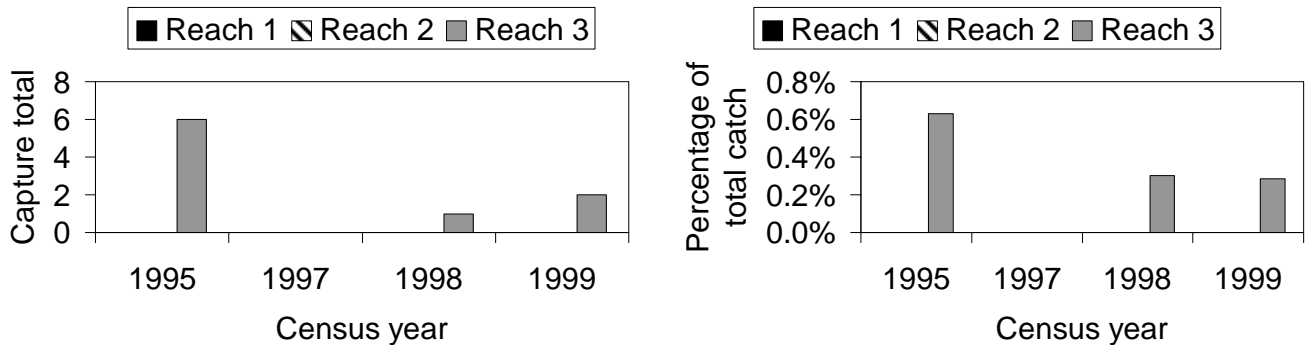 Reach 1 Reach 2 Reach 3
Capture total
8
6
4
2
0
1995 1997 1998 1999
Census year
Reach 1 Reach 2 Reach 3
Percentage of
total catch
0.8%
0.6%
0.4%
0.2%
0.0%
1995 1997 1998 1999
Census year